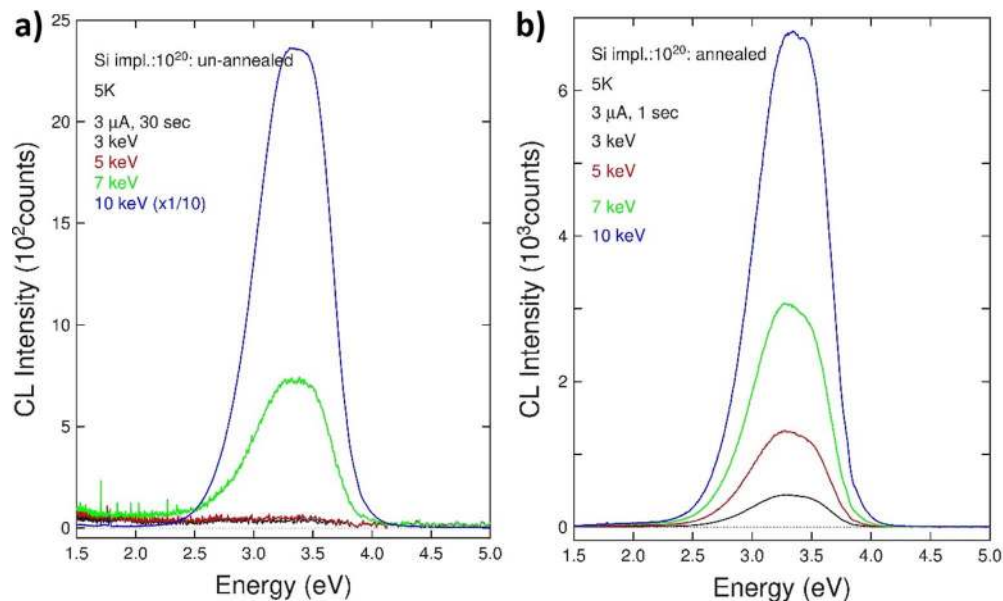 a)
25
20
15
10
5
0
CL Intensity (10²counts)
Si impl.:10²⁰: un-annealed
5K
3 μA, 30 sec
3 keV
5 keV
7 keV
10 keV (x1/10)
1.5 2.0 2.5 3.0 3.5 4.0 4.5 5.0
Energy (eV)
b)
6
4
2
0
CL Intensity (10³counts)
Si impl.:10²⁰: annealed
5K
3 μA, 1 sec
3 keV
5 keV
7 keV
10 keV
1.5 2.0 2.5 3.0 3.5 4.0 4.5 5.0
Energy (eV)